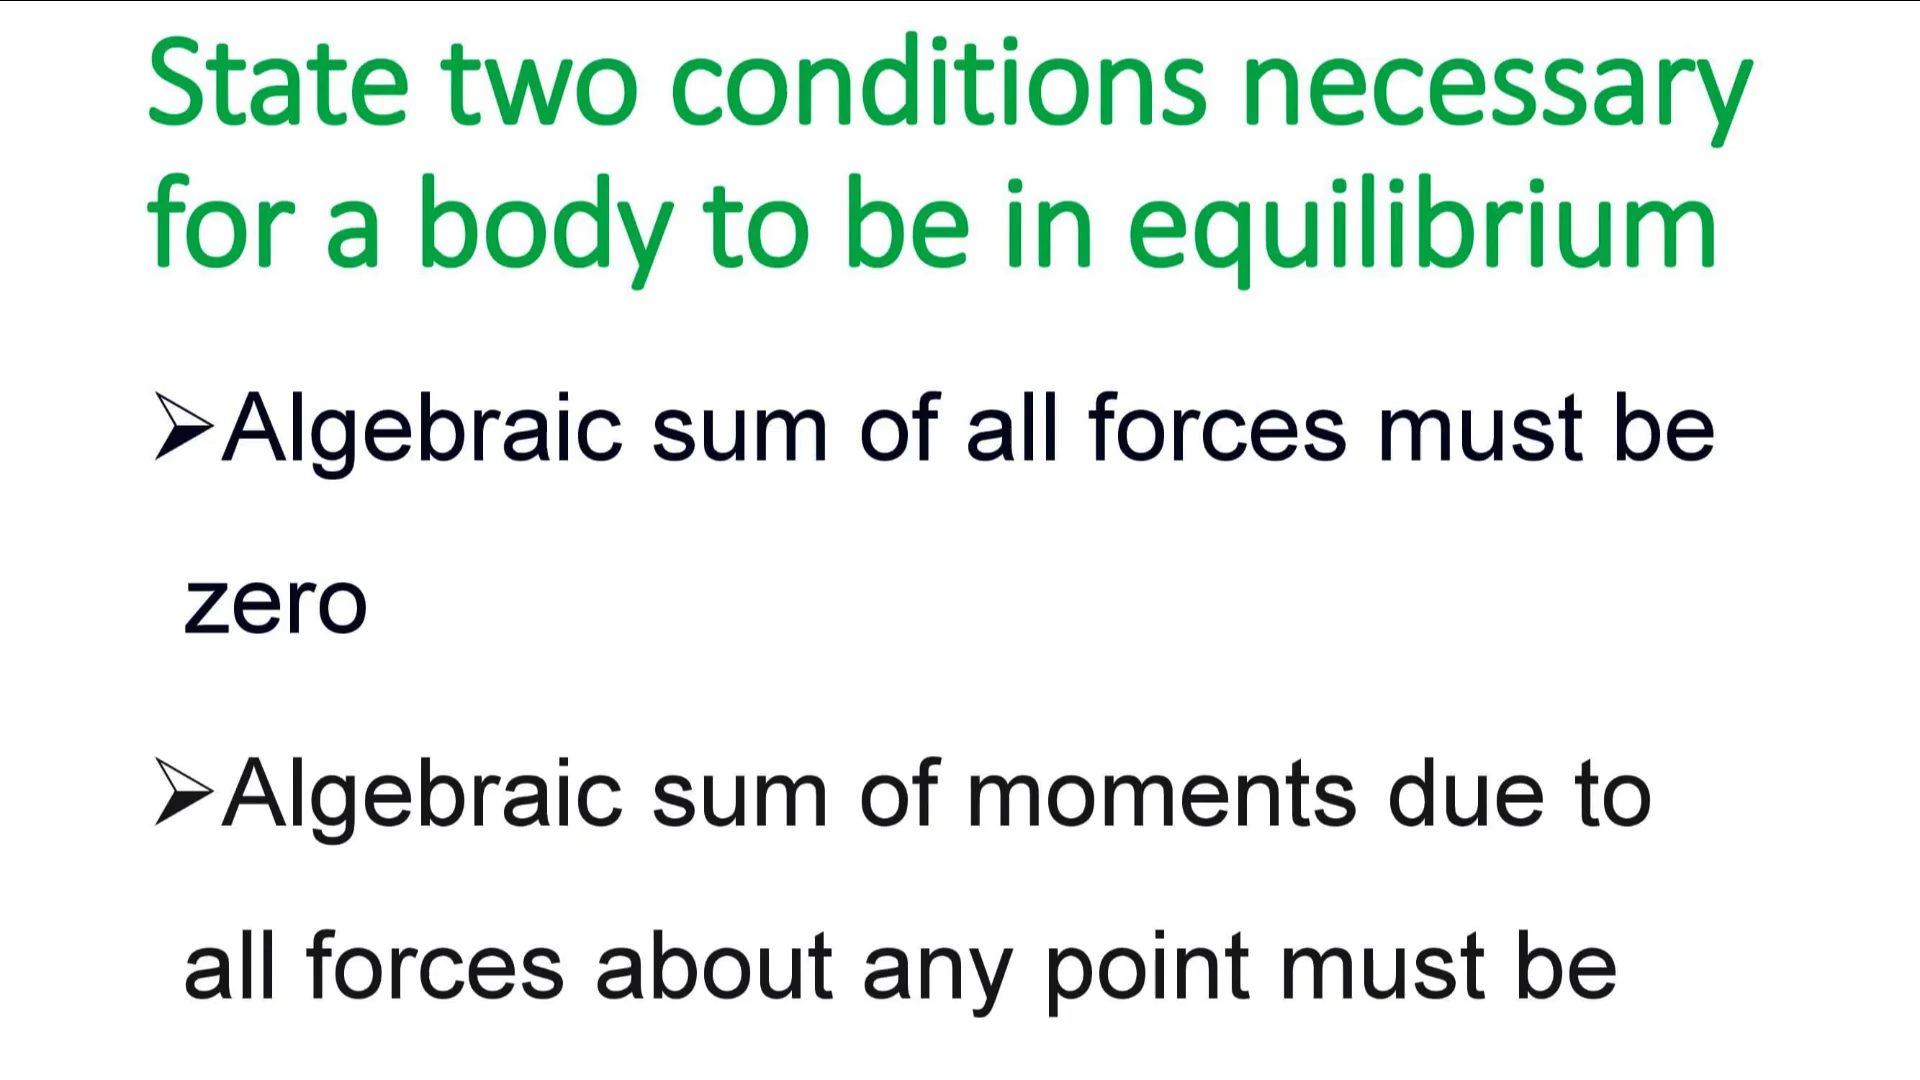 State two conditions necessary
for a body to be in equilibrium
➢Algebraic sum of all forces must be
zero
➢Algebraic sum of moments due to
all forces about any point must be